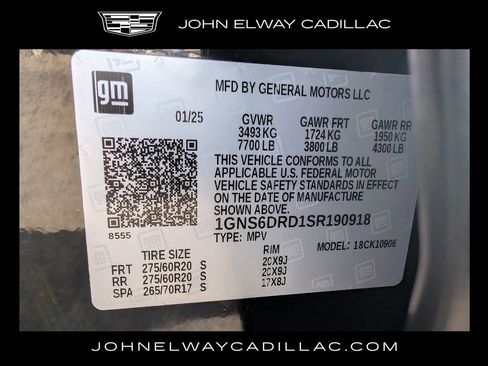 JOHN ELWAY CADILLAC
gm
MFD BY GENERAL MOTORS LLC
01/25 GVWR GAWR FRT GAWR RR
3493 KG 1724 KG 1950 KG
7700 LB 3800 LB 4300 LB
THIS VEHICLE CONFORMS TO ALL
APPLICABLE U.S. FEDERAL MOTOR
VEHICLE SAFETY STANDARDS IN EFFECT
ON THE DATE OF MANUFACTURE
SHOWN ABOVE.
1GNS6DRD1SR190918
8555 TYPE: MPV MODEL: 18CK10906
TIRE SIZE RIM
FRT 275/60R20 S 20X9J
RR 275/60R20 S 20X9J
SPA 265/70R17 S 17X8J
JOHNELWAYCADILLAC.COM